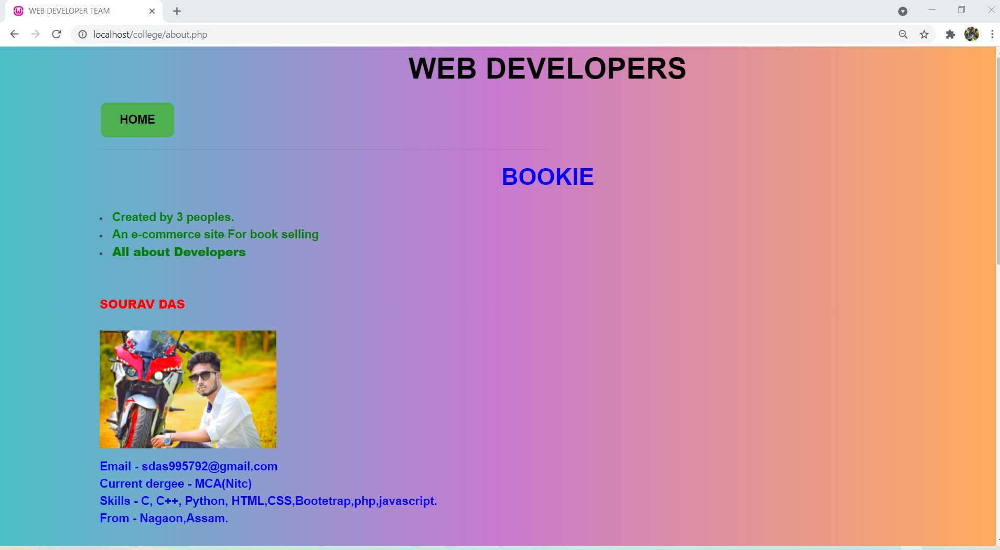 WEB DEVELOPER TEAM
localhost/college/about.php
WEB DEVELOPERS
HOME
BOOKIE
Created by 3 peoples.
An e-commerce site For book selling
All about Developers
SOURAV DAS
Email - sdas995792@gmail.com
Current dergee - MCA(Nitc)
Skills - C, C++, Python, HTML,CSS,Bootetrap,php,javascript.
From - Nagaon,Assam.